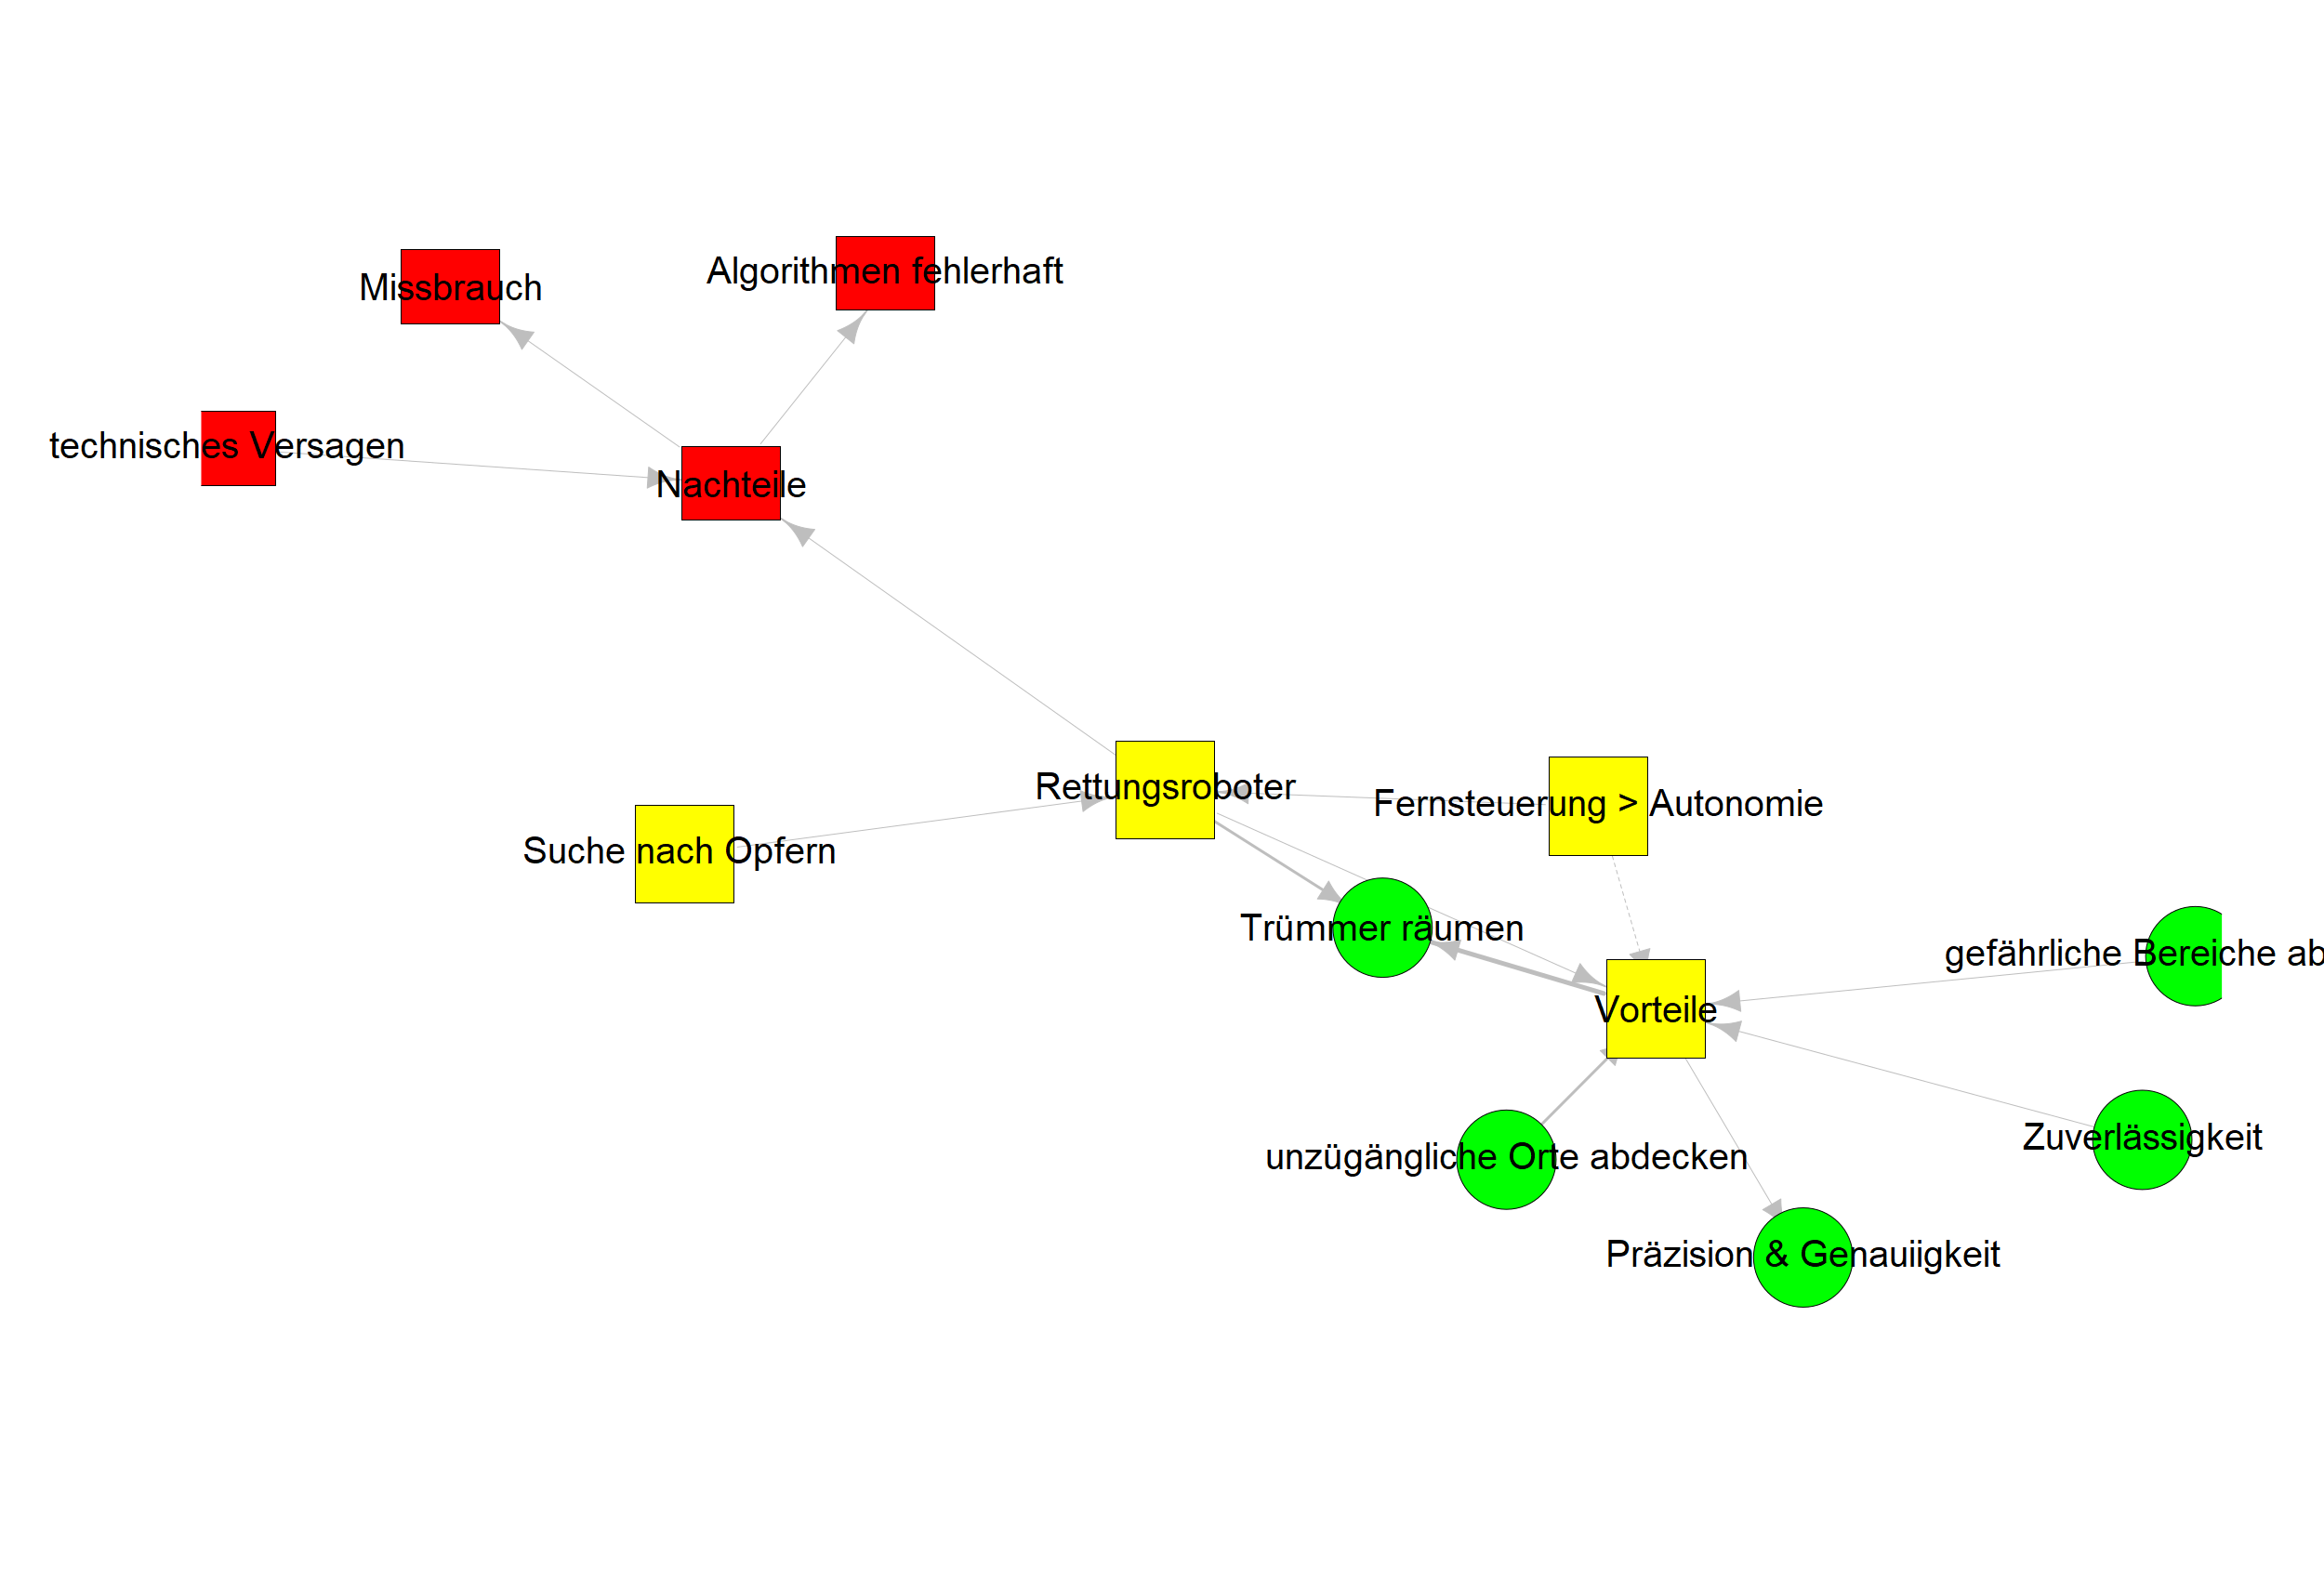 Algorithmen fehlerhaft
Missbrauch
technisches Versagen
Nachteile
Rettungsroboter
Fernsteuerung > Autonomie
Suche nach Opfern
Trümmer räumen
gefährliche Bereiche ab
Vorteile
Zuverlässigkeit
unzügängliche Orte abdecken
Präzision & Genauiigkeit